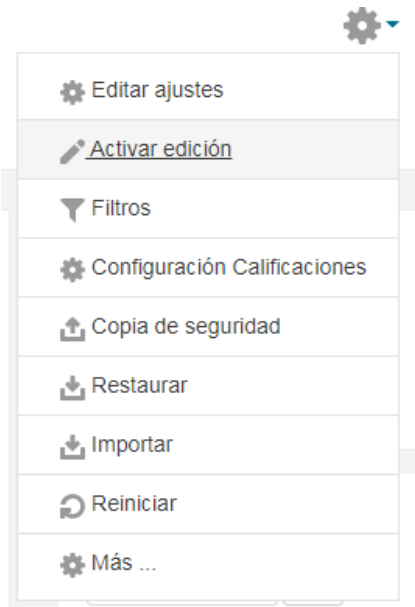 Editar ajustes
Activar edición
Filtros
Configuración Calificaciones
Copia de seguridad
Restaurar
Importar
Reiniciar
Más ...